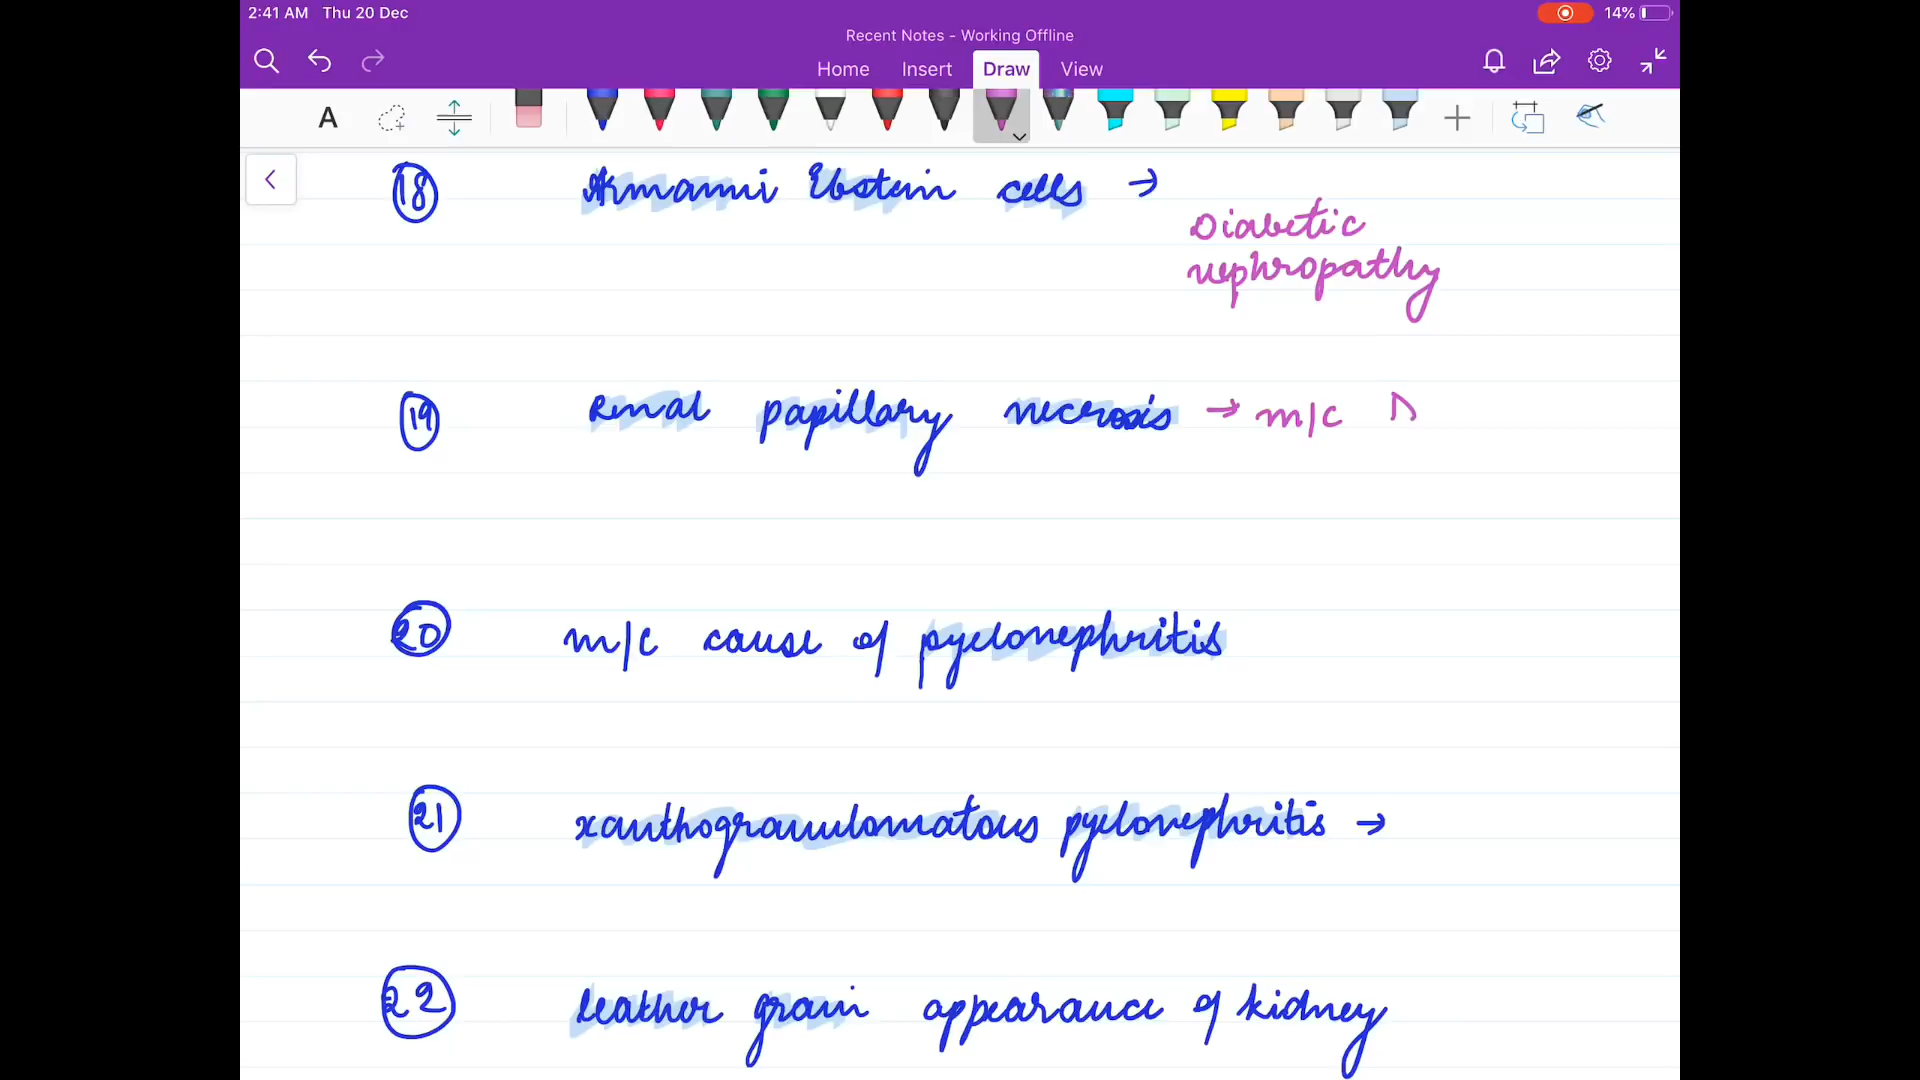 2:41 AM Thu 20 Dec
14%
Recent Notes - Working Offline
Home Insert Draw View
A
18 Armanni Ebstein cells →
Diabetic
nephropathy
19 Renal papillary necrosis → m/c D
20 m/c cause of pyelonephritis
21 xanthogranulomatous pyelonephritis →
22 leather grain appearance of kidney